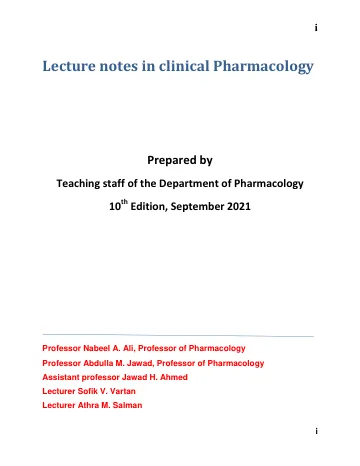 i
Lecture notes in clinical Pharmacology
Prepared by
Teaching staff of the Department of Pharmacology
10th Edition, September 2021
Professor Nabeel A. Ali, Professor of Pharmacology
Professor Abdulla M. Jawad, Professor of Pharmacology
Assistant professor Jawad H. Ahmed
Lecturer Sofik V. Vartan
Lecturer Athra M. Salman
i